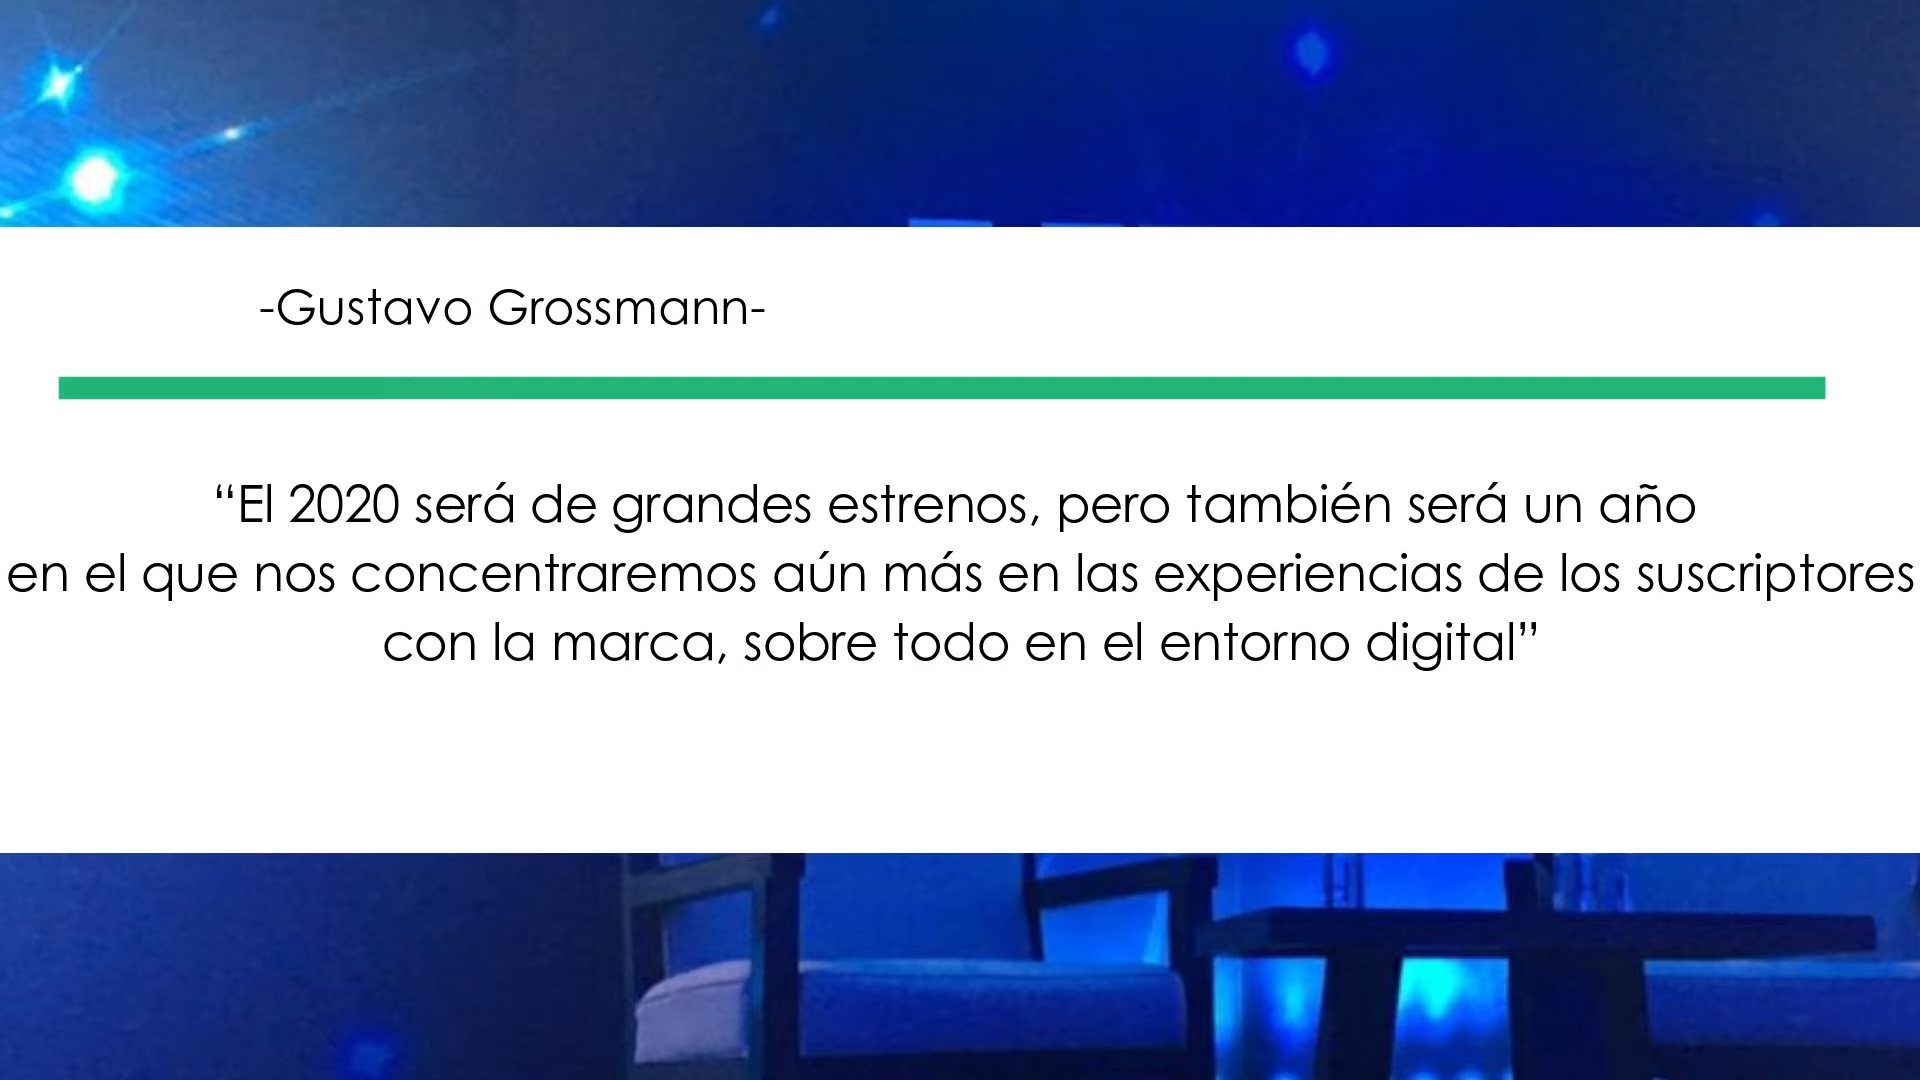 -Gustavo Grossmann-
“El 2020 será de grandes estrenos, pero también será un año
en el que nos concentraremos aún más en las experiencias de los suscriptores
con la marca, sobre todo en el entorno digital”